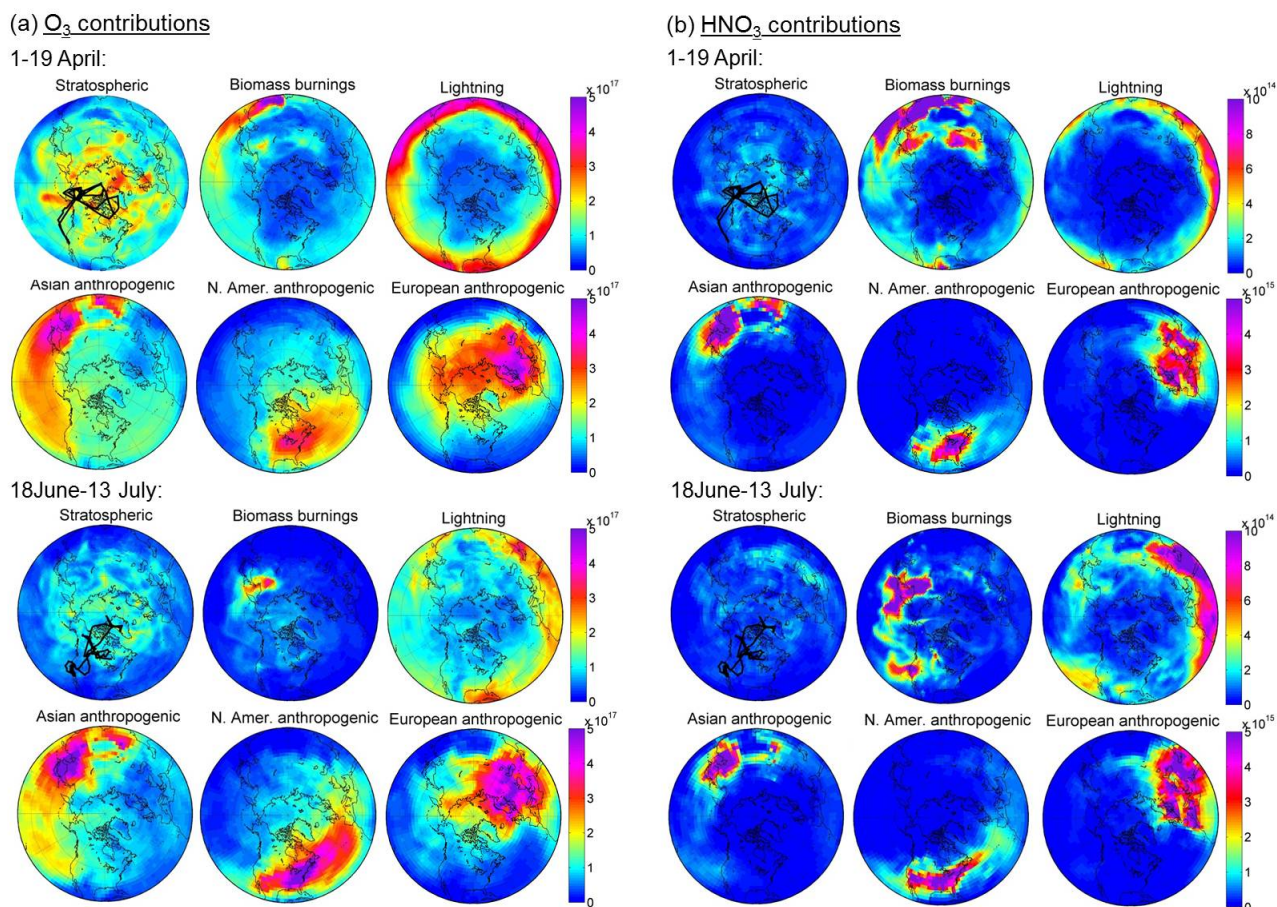 (a) O3 contributions
1-19 April:
Stratospheric Biomass burnings Lightning
x 10^17
5
4
3
2
1
0
Asian anthropogenic N. Amer. anthropogenic European anthropogenic
x 10^17
5
4
3
2
1
0
18June-13 July:
Stratospheric Biomass burnings Lightning
x 10^17
5
4
3
2
1
0
Asian anthropogenic N. Amer. anthropogenic European anthropogenic
x 10^17
5
4
3
2
1
0
(b) HNO3 contributions
1-19 April:
Stratospheric Biomass burnings Lightning
x 10^14
10
8
6
4
2
0
Asian anthropogenic N. Amer. anthropogenic European anthropogenic
x 10^15
5
4
3
2
1
0
18June-13 July:
Stratospheric Biomass burnings Lightning
x 10^14
10
8
6
4
2
0
Asian anthropogenic N. Amer. anthropogenic European anthropogenic
x 10^15
5
4
3
2
1
0